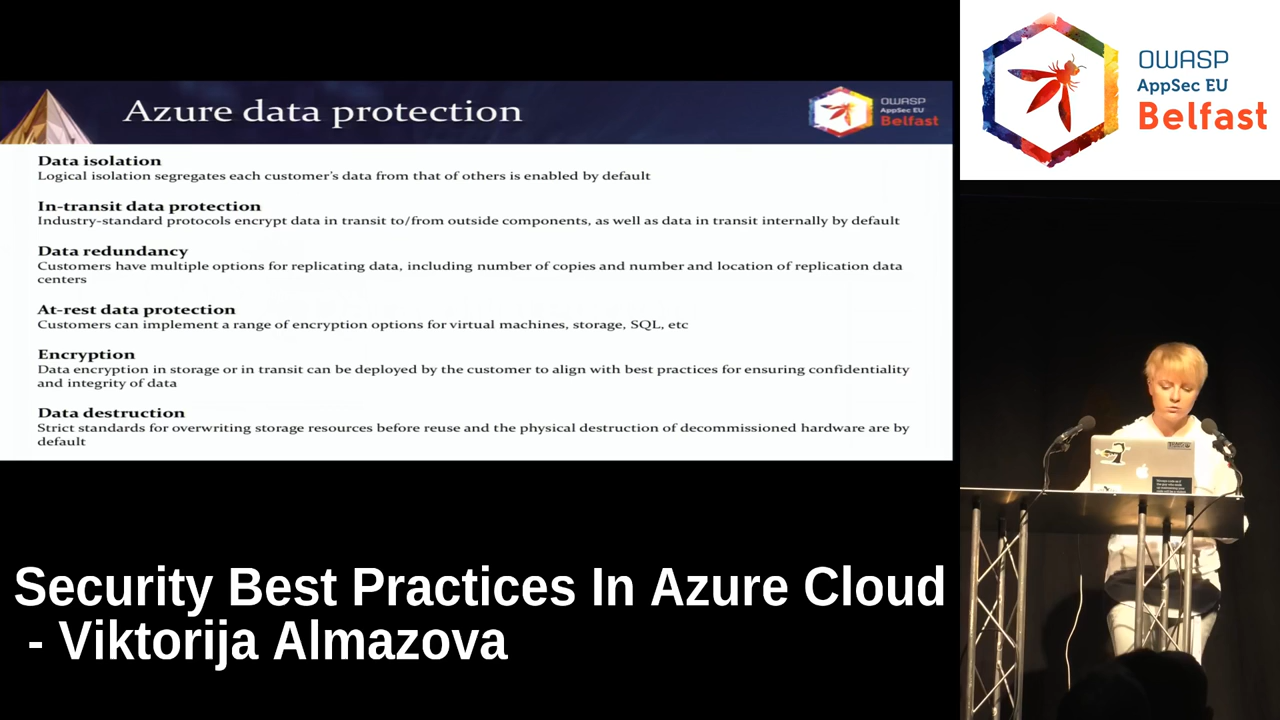 Azure data protection
OWASP
AppSec EU
Belfast
Data isolation
Logical isolation segregates each customer's data from that of others is enabled by default
In-transit data protection
Industry-standard protocols encrypt data in transit to/from outside components, as well as data in transit internally by default
Data redundancy
Customers have multiple options for replicating data, including number of copies and number and location of replication data
centers
At-rest data protection
Customers can implement a range of encryption options for virtual machines, storage, SQL, etc
Encryption
Data encryption in storage or in transit can be deployed by the customer to align with best practices for ensuring confidentiality
and integrity of data
Data destruction
Strict standards for overwriting storage resources before reuse and the physical destruction of decommissioned hardware are by
default
OWASP
AppSec EU
Belfast
Security Best Practices In Azure Cloud
- Viktorija Almazova